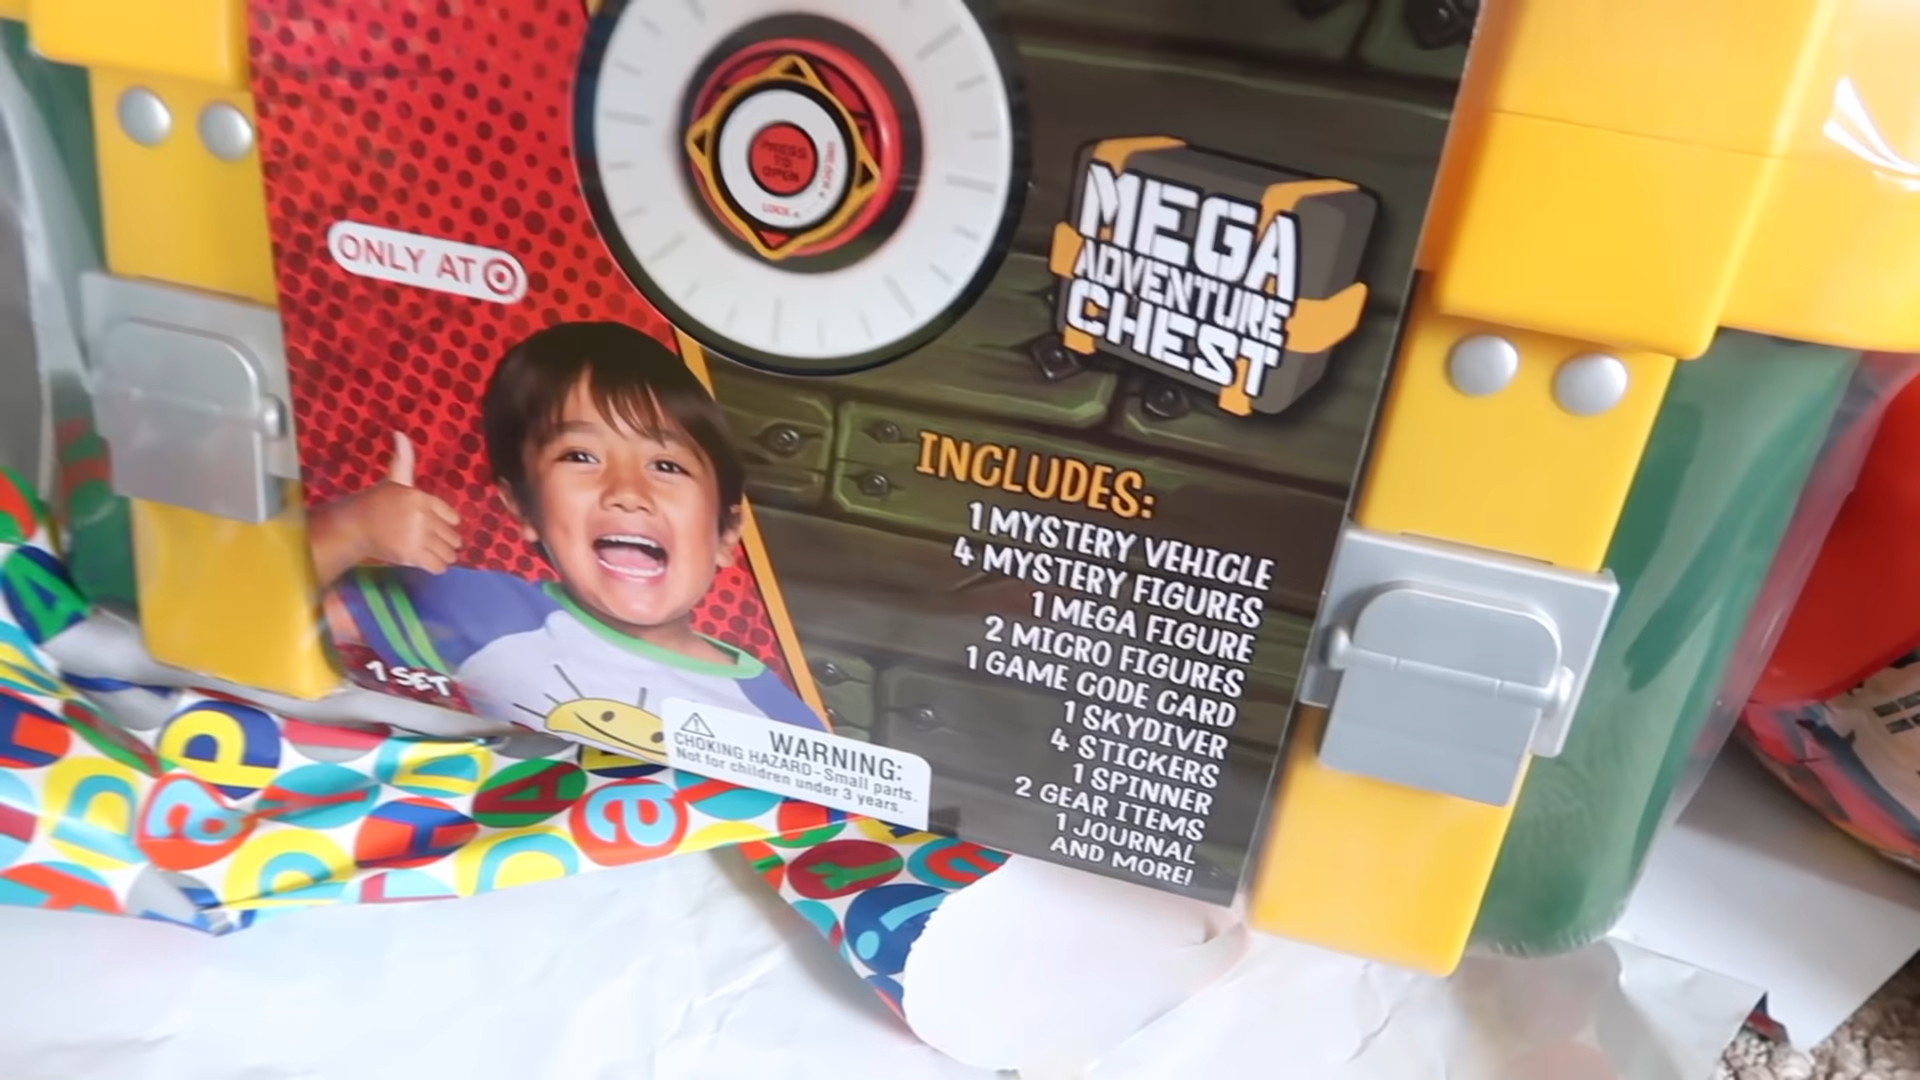 PRESS
TO
OPEN
UNLOCK
LOCK
ONLY AT
MEGA
ADVENTURE
CHEST
INCLUDES:
1 MYSTERY VEHICLE
4 MYSTERY FIGURES
1 MEGA FIGURE
2 MICRO FIGURES
1 GAME CODE CARD
1 SKYDIVER
4 STICKERS
1 SPINNER
2 GEAR ITEMS
1 JOURNAL
AND MORE!
1 SET
WARNING:
CHOKING HAZARD-Small parts.
Not for children under 3 years.